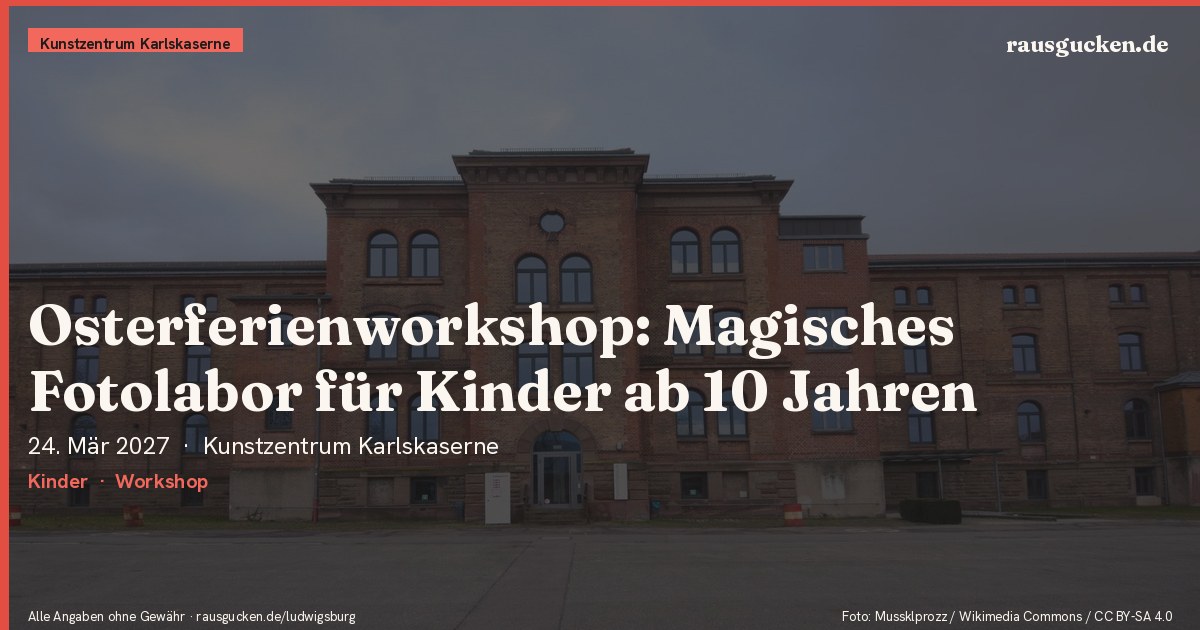 Kunstzentrum Karlskaserne
rausgucken.de
Osterferienworkshop: Magisches
Fotolabor für Kinder ab 10 Jahren
24. Mär 2027 · Kunstzentrum Karlskaserne
Kinder · Workshop
Alle Angaben ohne Gewähr · rausgucken.de/ludwigsburg
Foto: Mussklprozz / Wikimedia Commons / CC BY-SA 4.0